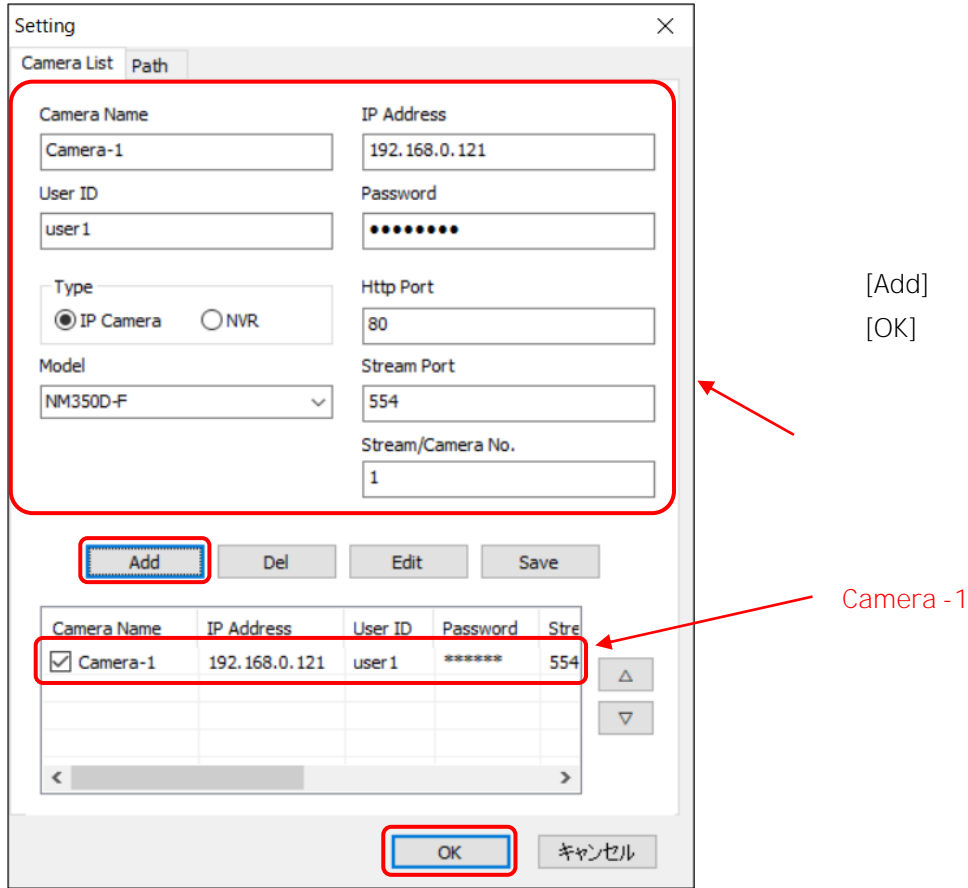 Setting
Camera List Path
Camera Name IP Address
Camera-1 192.168.0.121
User ID Password
user1 ●●●●●●●●
Type Http Port
IP Camera NVR 80
Model Stream Port
NM350D-F 554
Stream/Camera No.
1
[Add]
[OK]
Add Del Edit Save
Camera -1
Camera Name IP Address User ID Password Stre
Camera-1 192.168.0.121 user1 ****** 554
OK キャンセル